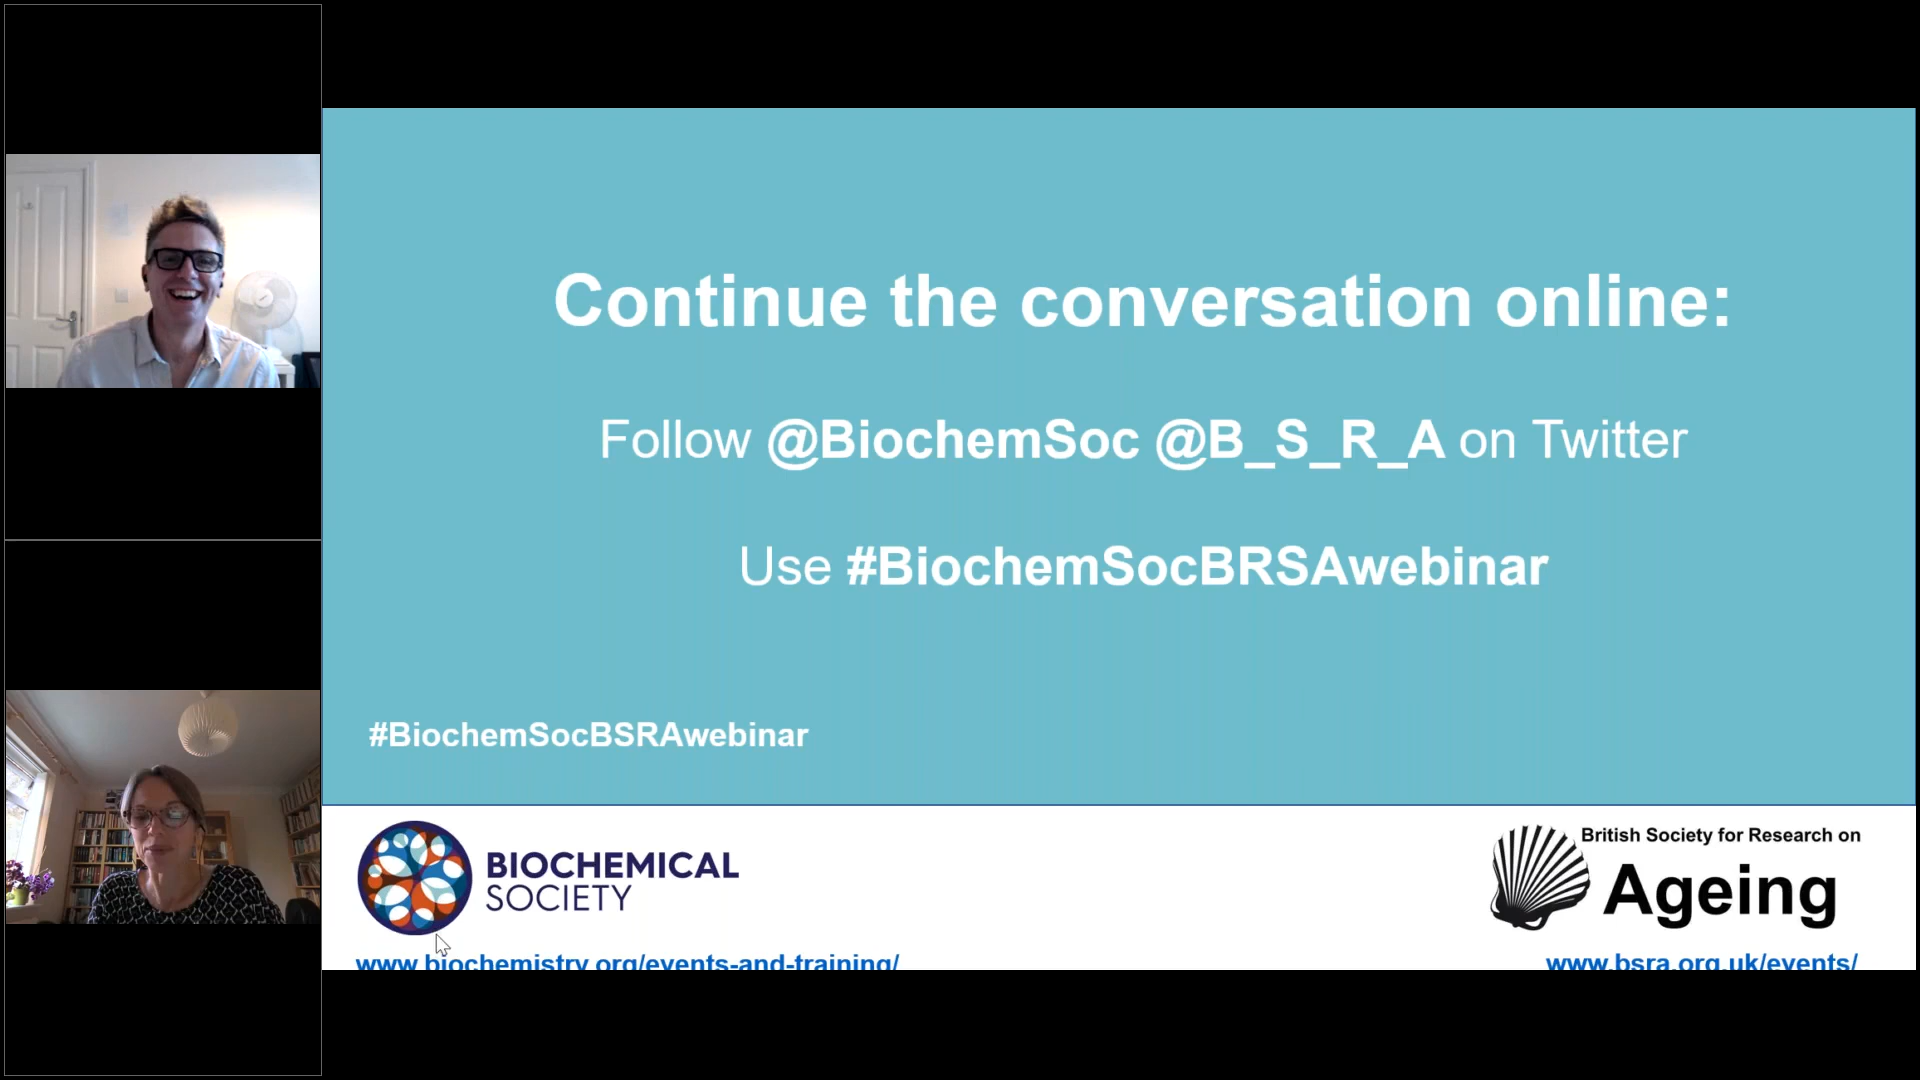 Continue the conversation online:
Follow @BiochemSoc @B_S_R_A on Twitter
Use #BiochemSocBRSAwebinar
#BiochemSocBSRAwebinar
BIOCHEMICAL
SOCIETY
www.biochemistry.org/events-and-training/
British Society for Research on
Ageing
www.bsra.org.uk/events/